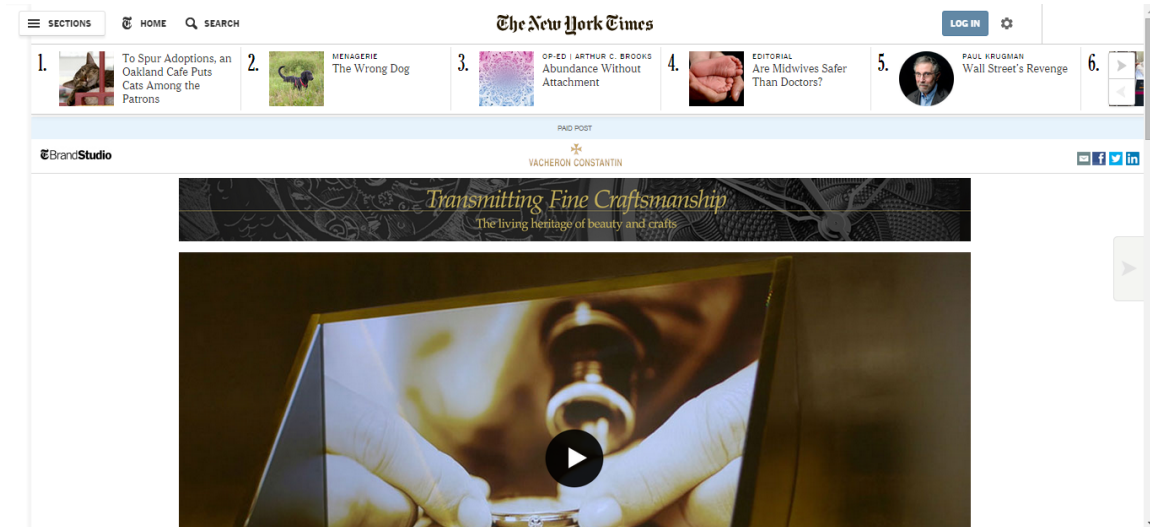 SECTIONS HOME SEARCH The New York Times LOG IN
1. To Spur Adoptions, an
Oakland Cafe Puts
Cats Among the
Patrons
2. MENAGERIE
The Wrong Dog
3. OP-ED | ARTHUR C. BROOKS
Abundance Without
Attachment
4. EDITORIAL
Are Midwives Safer
Than Doctors?
5. PAUL KRUGMAN
Wall Street's Revenge
6.
PAID POST
T BrandStudio
VACHERON CONSTANTIN
Transmitting Fine Craftsmanship
The living heritage of beauty and crafts